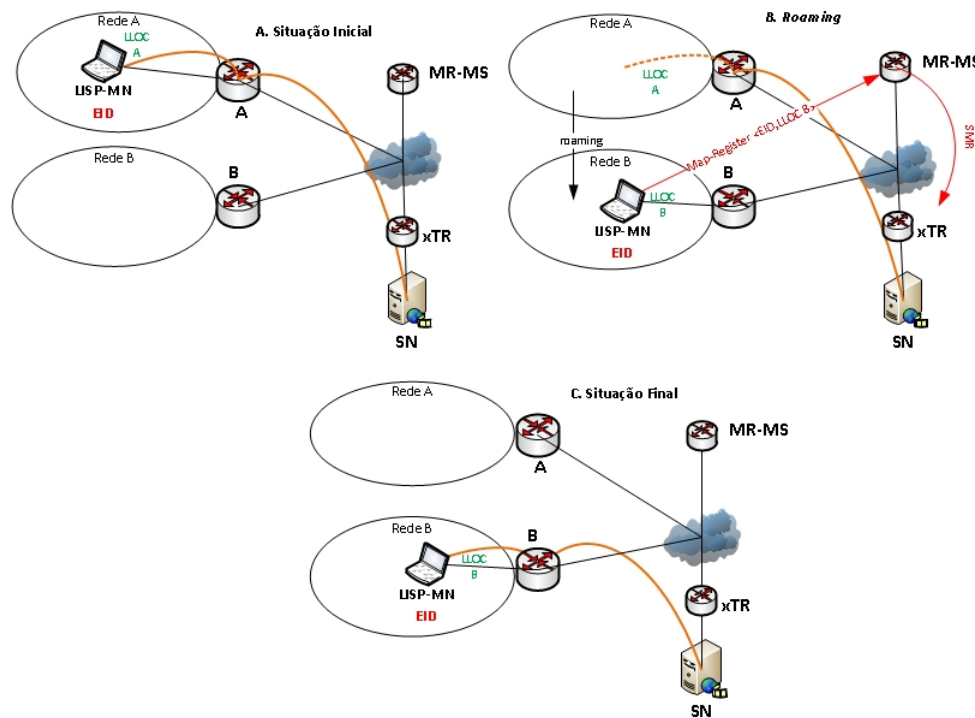 A. Situação Inicial
Rede A
LLOC
A
LISP-MN
EID
A
MR-MS
Rede B
B
xTR
SN
B. Roaming
Rede A
LLOC
A
A
MR-MS
roaming
Map-Register <EID,LLOC B>
SMR
Rede B
LLOC
B
B
LISP-MN
EID
xTR
SN
C. Situação Final
Rede A
A
MR-MS
Rede B
B
LLOC
B
LISP-MN
EID
xTR
SN